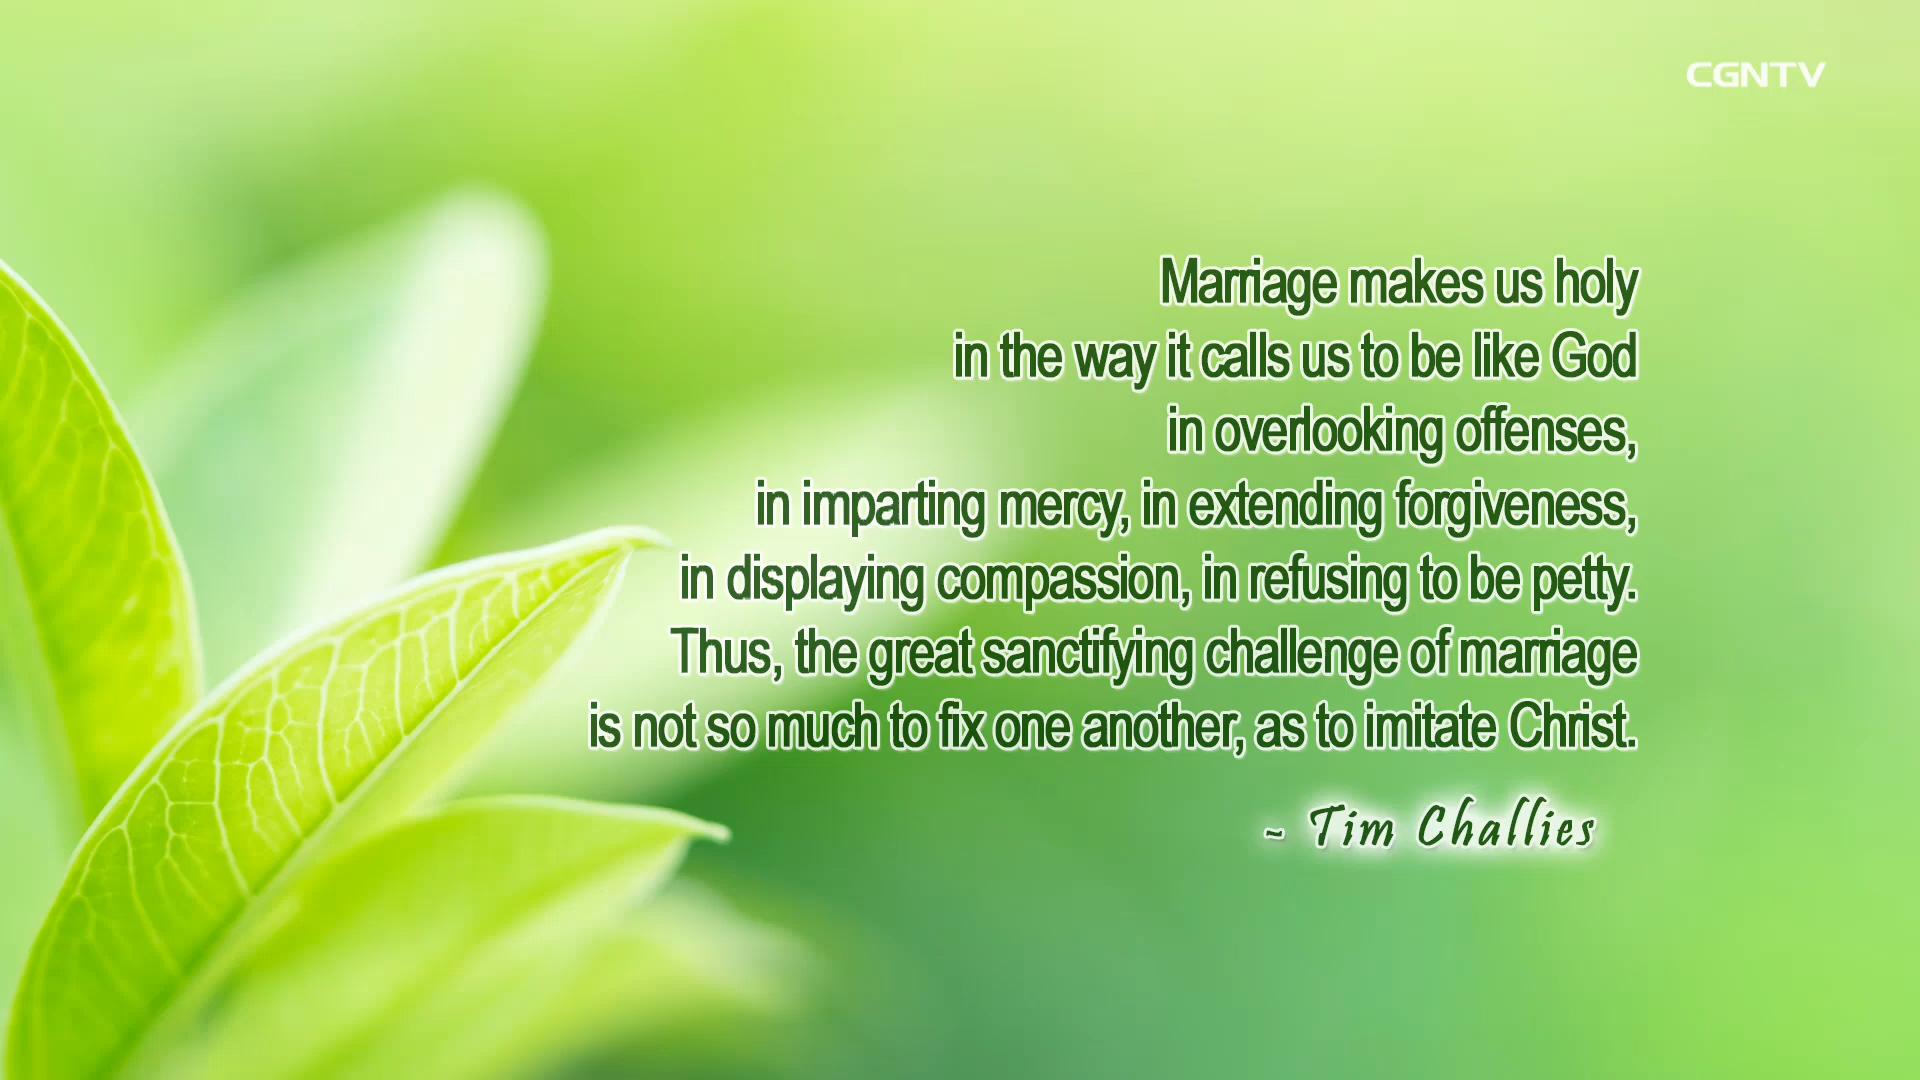 CGNTV
Marriage makes us holy
in the way it calls us to be like God
in overlooking offenses,
in imparting mercy, in extending forgiveness,
in displaying compassion, in refusing to be petty.
Thus, the great sanctifying challenge of marriage
is not so much to fix one another, as to imitate Christ.
~ Tim Challies